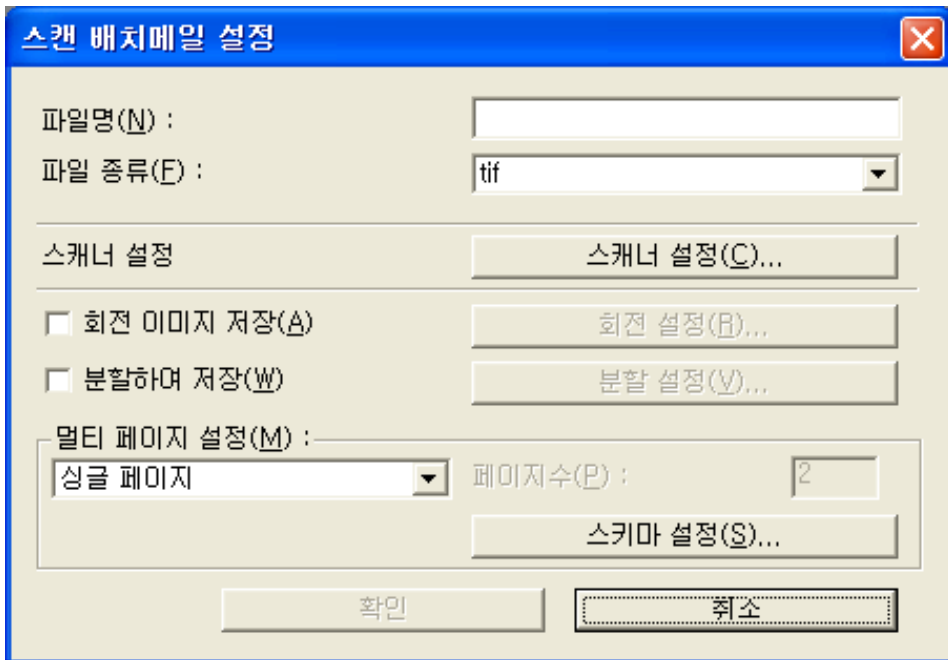 스캔 배치메일 설정
파일명(N) :
파일 종류(F) : tif
스캐너 설정 스캐너 설정(C)...
회전 이미지 저장(A) 회전 설정(R)...
분할하여 저장(W) 분할 설정(V)...
멀티 페이지 설정(M) :
싱글 페이지 페이지수(P) : 2
스키마 설정(S)...
확인 취소